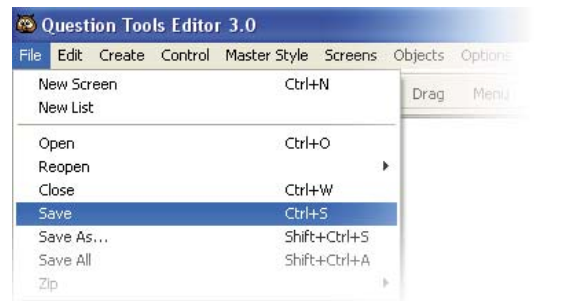 Question Tools Editor 3.0
File Edit Create Control Master Style Screens Objects Options
New Screen Ctrl+N
Drag Menu
New List
Open Ctrl+O
Reopen
Close Ctrl+W
Save Ctrl+S
Save As... Shift+Ctrl+S
Save All Shift+Ctrl+A
Zip